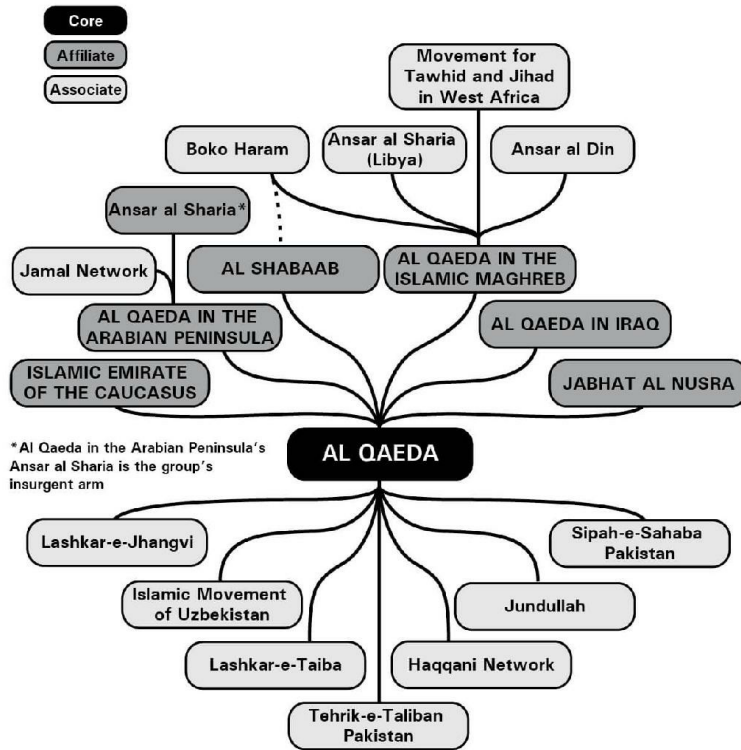 Core
Affiliate
Associate
Movement for
Tawhid and Jihad
in West Africa
Boko Haram
Ansar al Sharia
(Libya)
Ansar al Din
Ansar al Sharia*
Jamal Network
AL SHABAAB
AL QAEDA IN THE
ISLAMIC MAGHREB
AL QAEDA IN THE
ARABIAN PENINSULA
AL QAEDA IN IRAQ
ISLAMIC EMIRATE
OF THE CAUCASUS
JABHAT AL NUSRA
AL QAEDA
*Al Qaeda in the Arabian Peninsula's
Ansar al Sharia is the group's
insurgent arm
Lashkar-e-Jhangvi
Sipah-e-Sahaba
Pakistan
Islamic Movement
of Uzbekistan
Jundullah
Lashkar-e-Taiba
Haqqani Network
Tehrik-e-Taliban
Pakistan